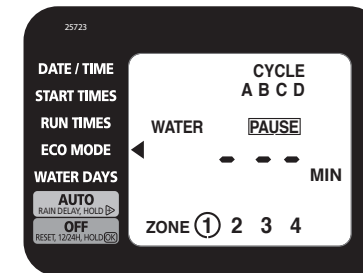 25723
DATE / TIME
START TIMES
RUN TIMES
ECO MODE
WATER DAYS
AUTO
RAIN DELAY, HOLD
OFF
RESET, 12/24H, HOLD OK
CYCLE
A B C D
WATER PAUSE
- - -
MIN
ZONE 1 2 3 4